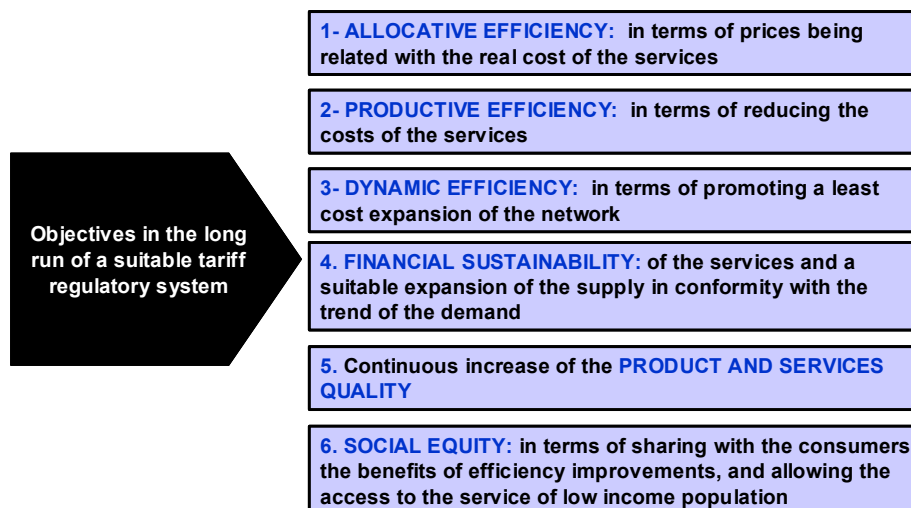 1- ALLOCATIVE EFFICIENCY: in terms of prices being
related with the real cost of the services
2- PRODUCTIVE EFFICIENCY: in terms of reducing the
costs of the services
3- DYNAMIC EFFICIENCY: in terms of promoting a least
cost expansion of the network
Objectives in the long
run of a suitable tariff
regulatory system
4. FINANCIAL SUSTAINABILITY: of the services and a
suitable expansion of the supply in conformity with the
trend of the demand
5. Continuous increase of the PRODUCT AND SERVICES
QUALITY
6. SOCIAL EQUITY: in terms of sharing with the consumers
the benefits of efficiency improvements, and allowing the
access to the service of low income population